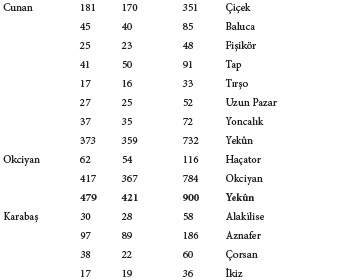 Cunan 181 170 351 Çiçek
45 40 85 Baluca
25 23 48 Fişikör
41 50 91 Tap
17 16 33 Tırşo
27 25 52 Uzun Pazar
37 35 72 Yoncalık
373 359 732 Yekûn
Okciyan 62 54 116 Haçator
417 367 784 Okciyan
479 421 900 Yekûn
Karabaş 30 28 58 Alakilise
97 89 186 Aznafer
38 22 60 Çorsan
17 19 36 İkiz